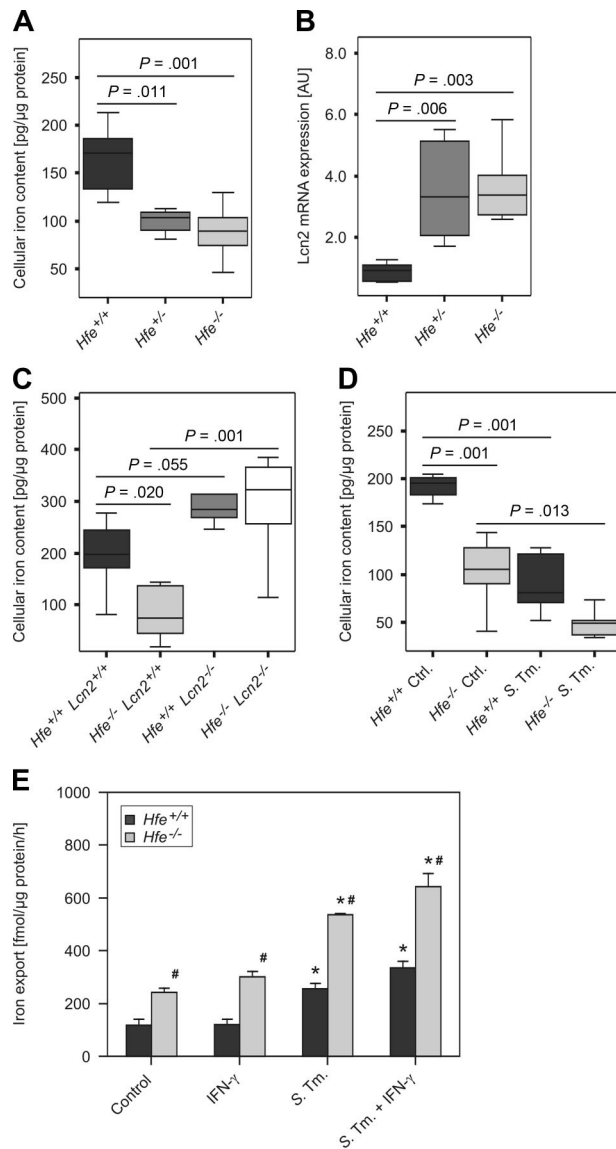 A
Cellular iron content [pg/µg protein]
250
200
150
100
50
P = .001
P = .011
Hfe+/+
Hfe+/-
Hfe-/-
B
Lcn2 mRNA expression [AU]
8.0
6.0
4.0
2.0
P = .003
P = .006
Hfe+/+
Hfe+/-
Hfe-/-
C
Cellular iron content [pg/µg protein]
500
400
300
200
100
P = .001
P = .055
P = .020
Hfe+/+ Lcn2+/+
Hfe-/- Lcn2+/+
Hfe+/+ Lcn2-/-
Hfe-/- Lcn2-/-
D
Cellular iron content [pg/µg protein]
250
200
150
100
50
P = .001
P = .001
P = .013
Hfe+/+ Ctrl.
Hfe-/- Ctrl.
Hfe+/+ S. Tm.
Hfe-/- S. Tm.
E
Iron export [fmol/µg protein/h]
1000
800
600
400
200
0
Hfe+/+
Hfe-/-
#
#
*
*#
*
*#
Control
IFN-γ
S. Tm.
S. Tm. + IFN-γ